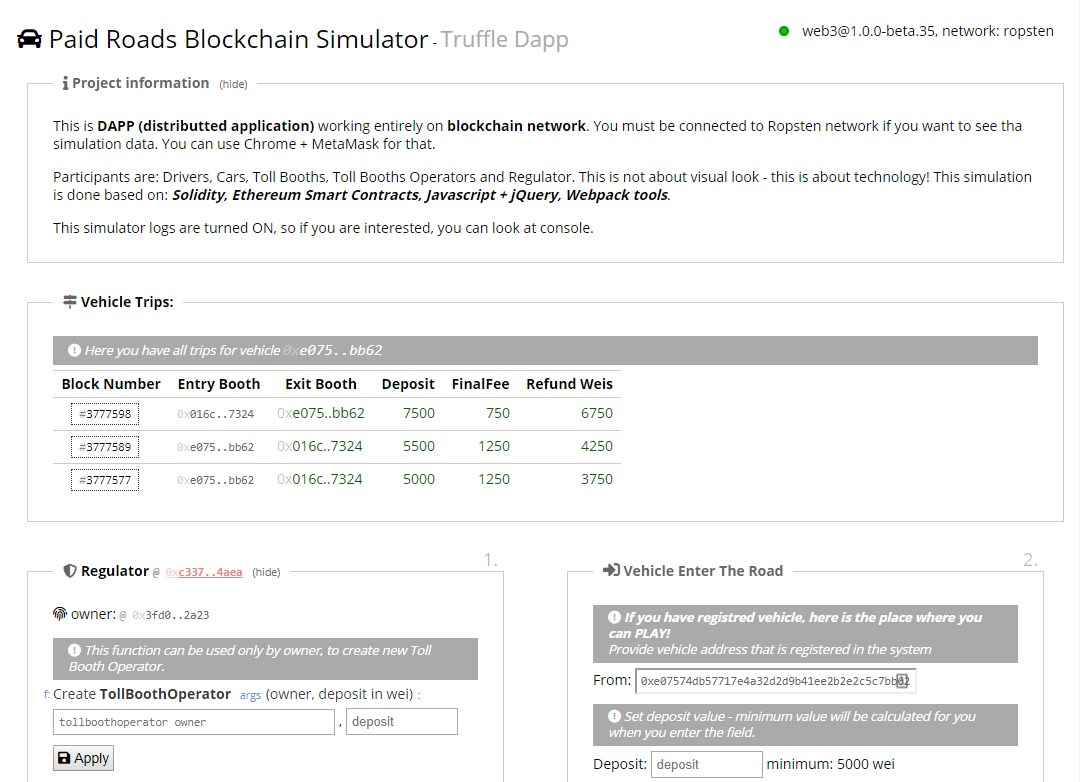 Paid Roads Blockchain Simulator - Truffle Dapp
web3@1.0.0-beta.35, network: ropsten
Project information (hide)
This is DAPP (distributted application) working entirely on blockchain network. You must be connected to Ropsten network if you want to see tha
simulation data. You can use Chrome + MetaMask for that.
Participants are: Drivers, Cars, Toll Booths, Toll Booths Operators and Regulator. This is not about visual look - this is about technology! This simulation
is done based on: Solidity, Ethereum Smart Contracts, Javascript + jQuery, Webpack tools.
This simulator logs are turned ON, so if you are interested, you can look at console.
Vehicle Trips:
Here you have all trips for vehicle 0xe075..bb62
Block Number Entry Booth Exit Booth Deposit FinalFee Refund Weis
#3777598 0x016c..7324 0xe075..bb62 7500 750 6750
#3777589 0xe075..bb62 0x016c..7324 5500 1250 4250
#3777577 0xe075..bb62 0x016c..7324 5000 1250 3750
1.
Regulator @ 0xc337..4aea (hide)
owner: @ 0x3fd0..2a23
This function can be used only by owner, to create new Toll
Booth Operator.
f: Create TollBoothOperator args (owner, deposit in wei) :
tollboothoperator owner , deposit
Apply
2.
Vehicle Enter The Road
If you have registred vehicle, here is the place where you
can PLAY!
Provide vehicle address that is registered in the system
From: 0xe07574db57717e4a32d2d9b41ee2b2e2c5c7bb62
Set deposit value - minimum value will be calculated for you
when you enter the field.
Deposit: deposit minimum: 5000 wei